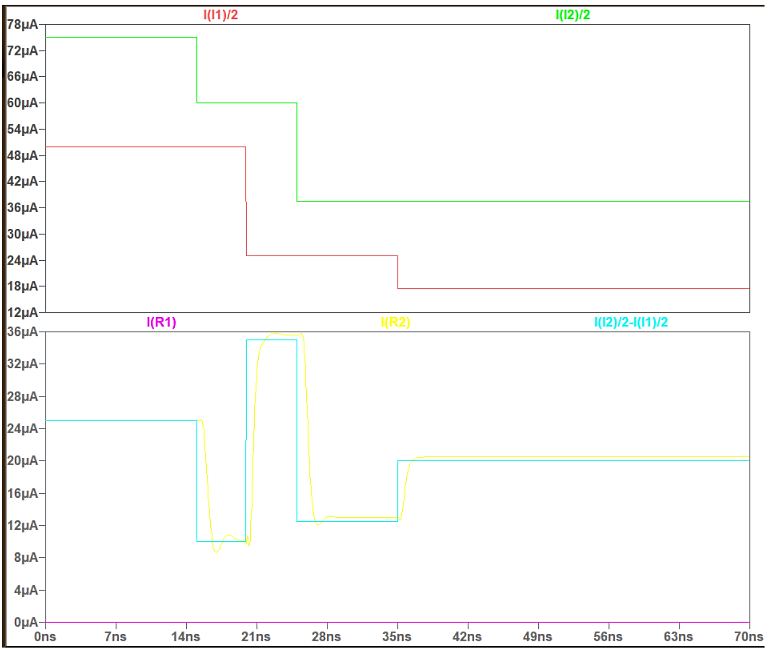 I(I1)/2 I(I2)/2
78µA
72µA
66µA
60µA
54µA
48µA
42µA
36µA
30µA
24µA
18µA
12µA
I(R1) I(R2) I(I2)/2-I(I1)/2
36µA
32µA
28µA
24µA
20µA
16µA
12µA
8µA
4µA
0µA
0ns 7ns 14ns 21ns 28ns 35ns 42ns 49ns 56ns 63ns 70ns